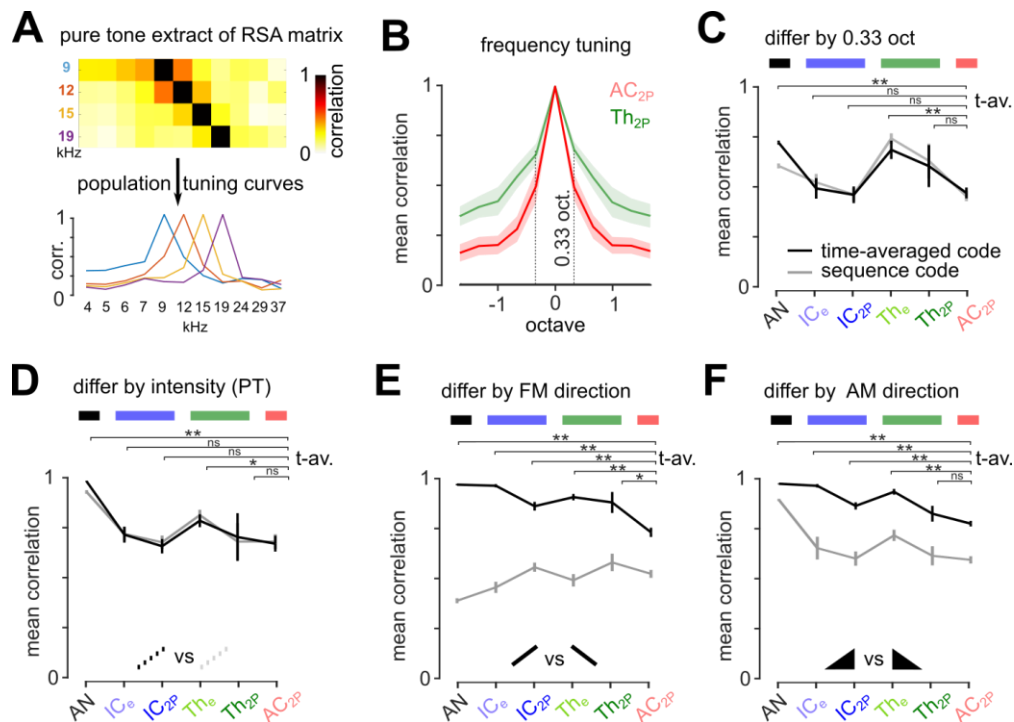 A
pure tone extract of RSA matrix
9
12
15
19
kHz
1
0
correlation
population
tuning curves
1
0
corr.
4 5 6 7 9 12 15 19 24 29 37
kHz
B
frequency tuning
1
0
mean correlation
AC2P
Th2P
0.33 oct.
-1 0 1
octave
C
differ by 0.33 oct
**
ns
ns
**
ns
t-av.
1
0
mean correlation
time-averaged code
sequence code
AN ICe IC2P The Th2P AC2P
D
differ by intensity (PT)
**
ns
ns
*
ns
t-av.
1
0
mean correlation
vs
AN ICe IC2P The Th2P AC2P
E
differ by FM direction
**
**
**
**
*
t-av.
1
0
mean correlation
vs
AN ICe IC2P The Th2P AC2P
F
differ by AM direction
**
**
**
**
ns
t-av.
1
0
mean correlation
vs
AN ICe IC2P The Th2P AC2P